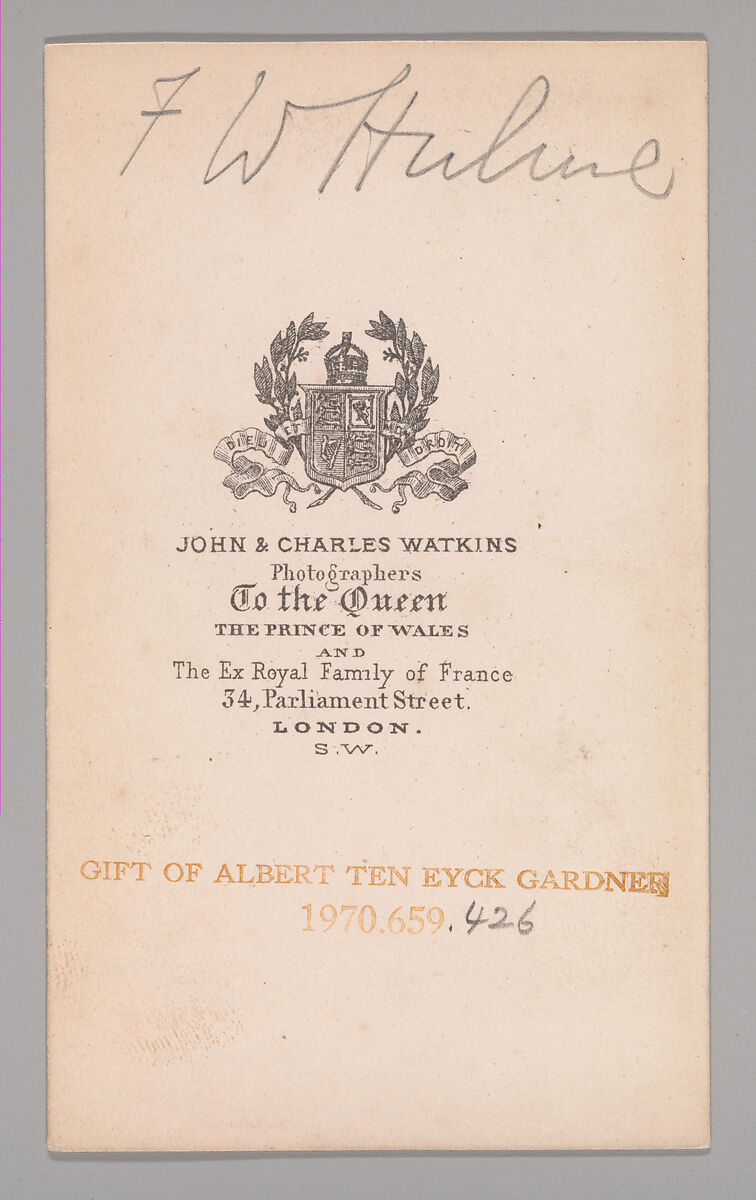 F W Hulme
DIEU ET MON DROIT
JOHN & CHARLES WATKINS
Photographers
To the Queen
THE PRINCE OF WALES
AND
The Ex Royal Family of France
34, Parliament Street.
LONDON.
S.W.
GIFT OF ALBERT TEN EYCK GARDNER
1970.659.426